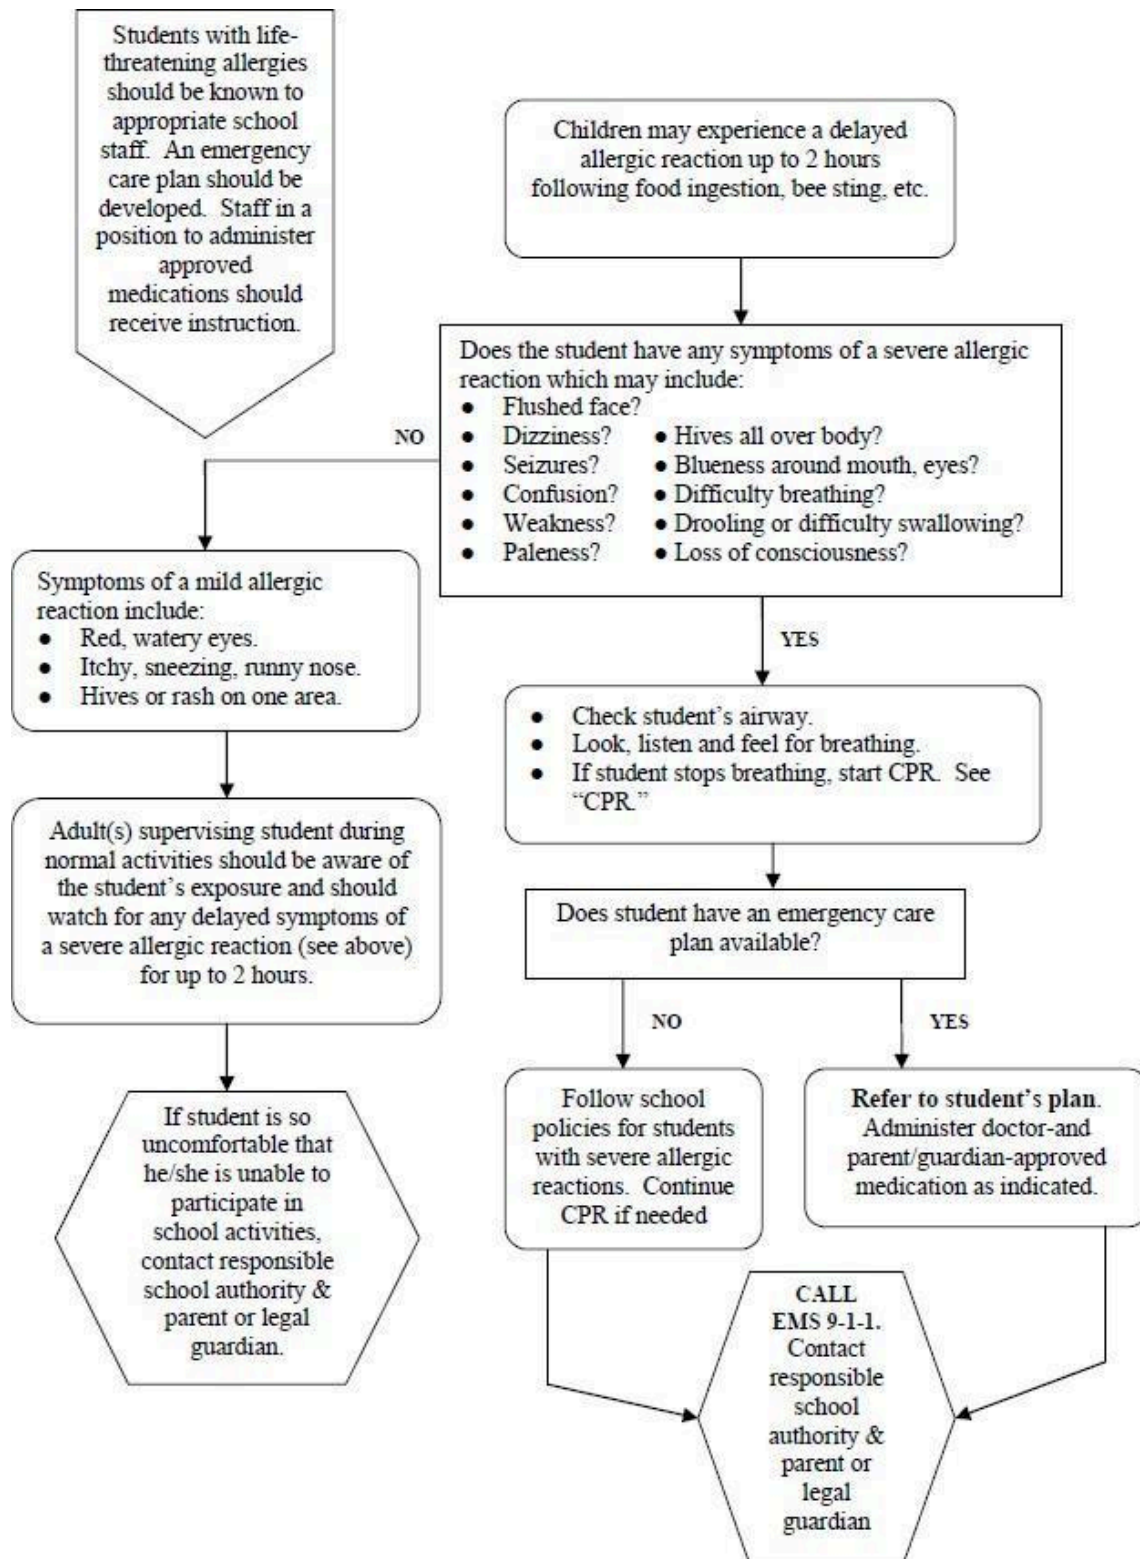 Students with life-
threatening allergies
should be known to
appropriate school
staff.  An emergency
care plan should be
developed.  Staff in a
position to administer
approved
medications should
receive instruction.
Children may experience a delayed
allergic reaction up to 2 hours
following food ingestion, bee sting, etc.
Does the student have any symptoms of a severe allergic
reaction which may include:
● Flushed face?
● Dizziness? ● Hives all over body?
● Seizures? ● Blueness around mouth, eyes?
● Confusion? ● Difficulty breathing?
● Weakness? ● Drooling or difficulty swallowing?
● Paleness? ● Loss of consciousness?
NO
Symptoms of a mild allergic
reaction include:
● Red, watery eyes.
● Itchy, sneezing, runny nose.
● Hives or rash on one area.
Adult(s) supervising student during
normal activities should be aware of
the student’s exposure and should
watch for any delayed symptoms of
a severe allergic reaction (see above)
for up to 2 hours.
If student is so
uncomfortable that
he/she is unable to
participate in
school activities,
contact responsible
school authority &
parent or legal
guardian.
YES
● Check student’s airway.
● Look, listen and feel for breathing.
● If student stops breathing, start CPR.  See
“CPR.”
Does student have an emergency care
plan available?
NO
YES
Follow school
policies for students
with severe allergic
reactions.  Continue
CPR if needed
Refer to student’s plan.
Administer doctor-and
parent/guardian-approved
medication as indicated.
CALL
EMS 9-1-1.
Contact
responsible
school
authority &
parent or
legal
guardian